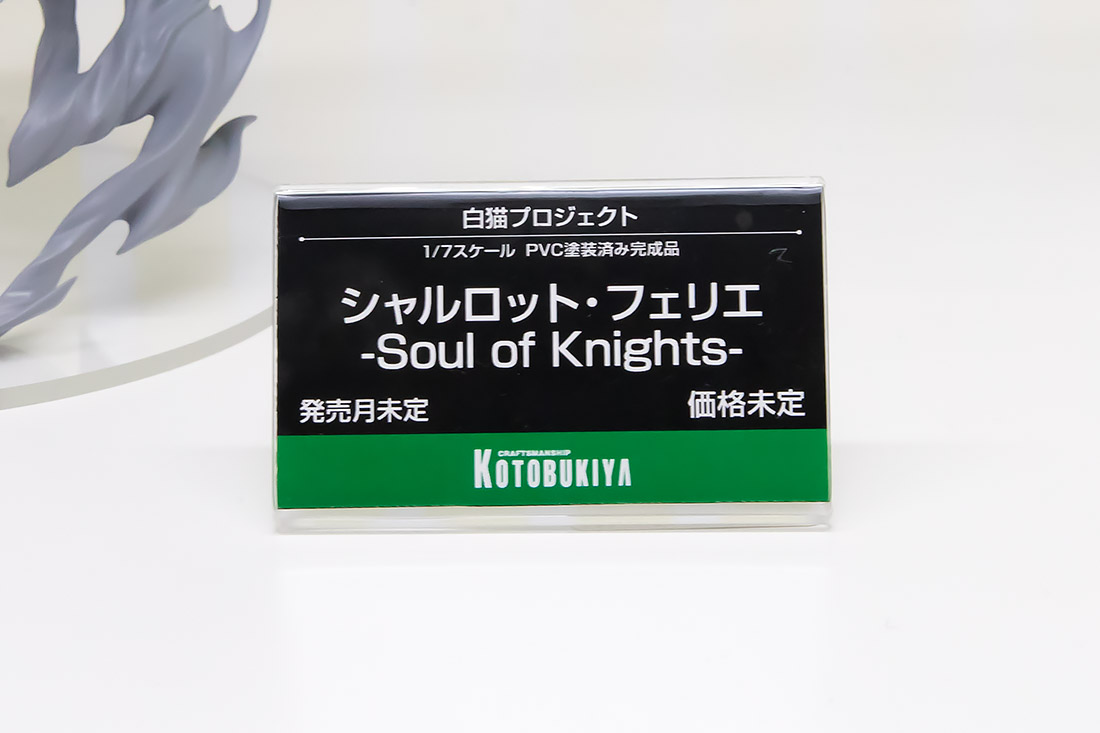 白猫プロジェクト
1/7スケール PVC塗装済み完成品
シャルロット・フェリエ
-Soul of Knights-
発売月未定 価格未定
CRAFTSMANSHIP
KOTOBUKIYA